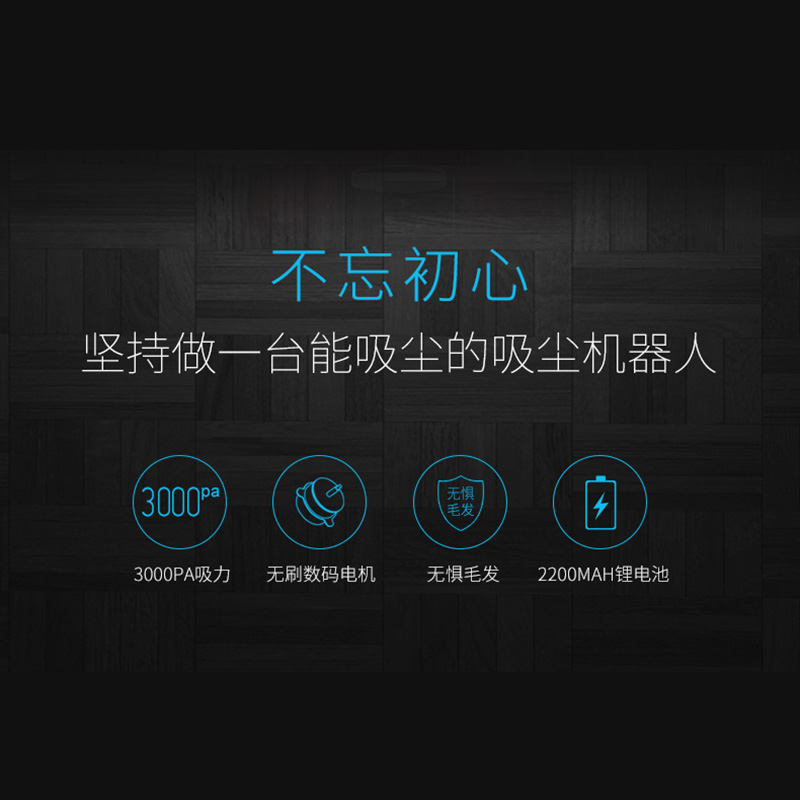 不忘初心
坚持做一台能吸尘的吸尘机器人
3000pa
无惧
毛发
3000PA吸力
无刷数码电机
无惧毛发
2200MAH锂电池